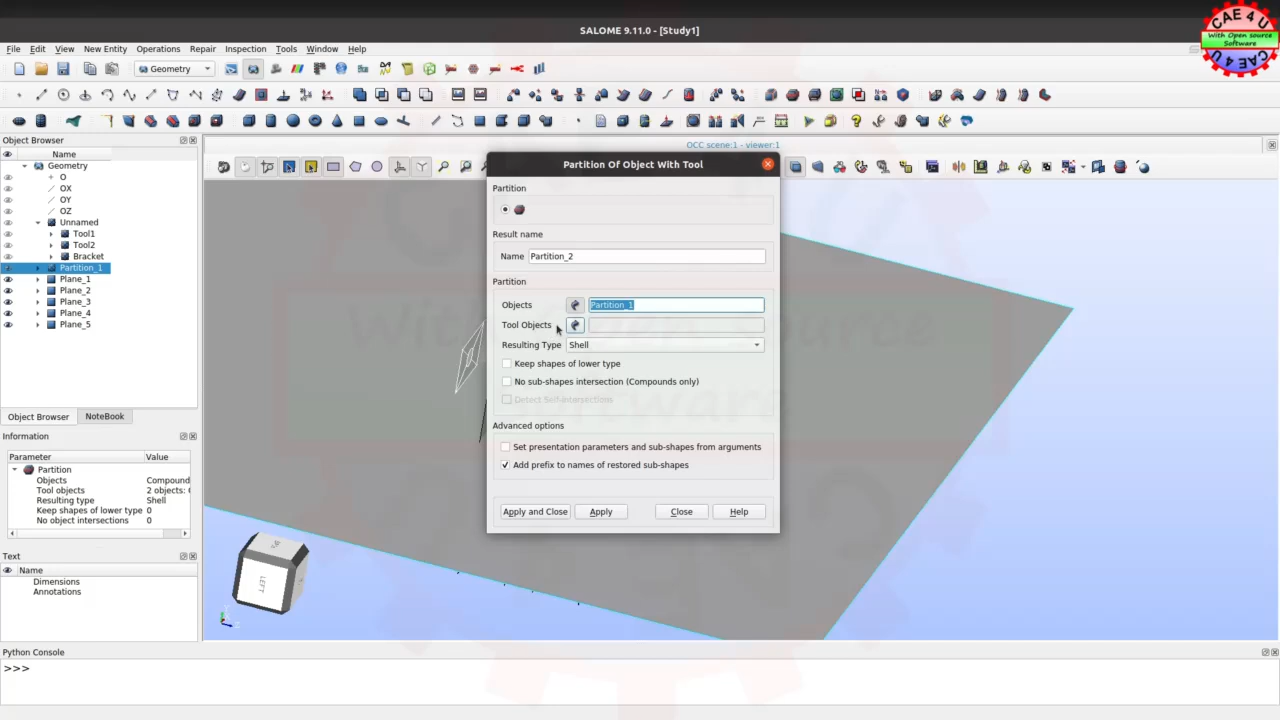 SALOME 9.11.0 - [Study1]
CAE 4 U
With Open source
Software
CAE 4 U
File Edit View New Entity Operations Repair Inspection Tools Window Help
Geometry
Object Browser
OCC scene:1 - viewer:1
Name
Geometry
O
OX
OY
OZ
Unnamed
Tool1
Tool2
Bracket
Partition_1
Plane_1
Plane_2
Plane_3
Plane_4
Plane_5
Object Browser NoteBook
Information
Parameter Value
Partition
Objects Compound
Tool objects 2 objects:
Resulting type Shell
Keep shapes of lower type 0
No object intersections 0
Text
Name
Dimensions
Annotations
Partition Of Object With Tool
Partition
Result name
Name Partition_2
Partition
Objects Partition_1
Tool Objects
Resulting Type Shell
Keep shapes of lower type
No sub-shapes intersection (Compounds only)
Detect Self-intersections
Advanced options
Set presentation parameters and sub-shapes from arguments
Add prefix to names of restored sub-shapes
Apply and Close Apply Close Help
With Open source
Software
LEFT
Python Console
>>>